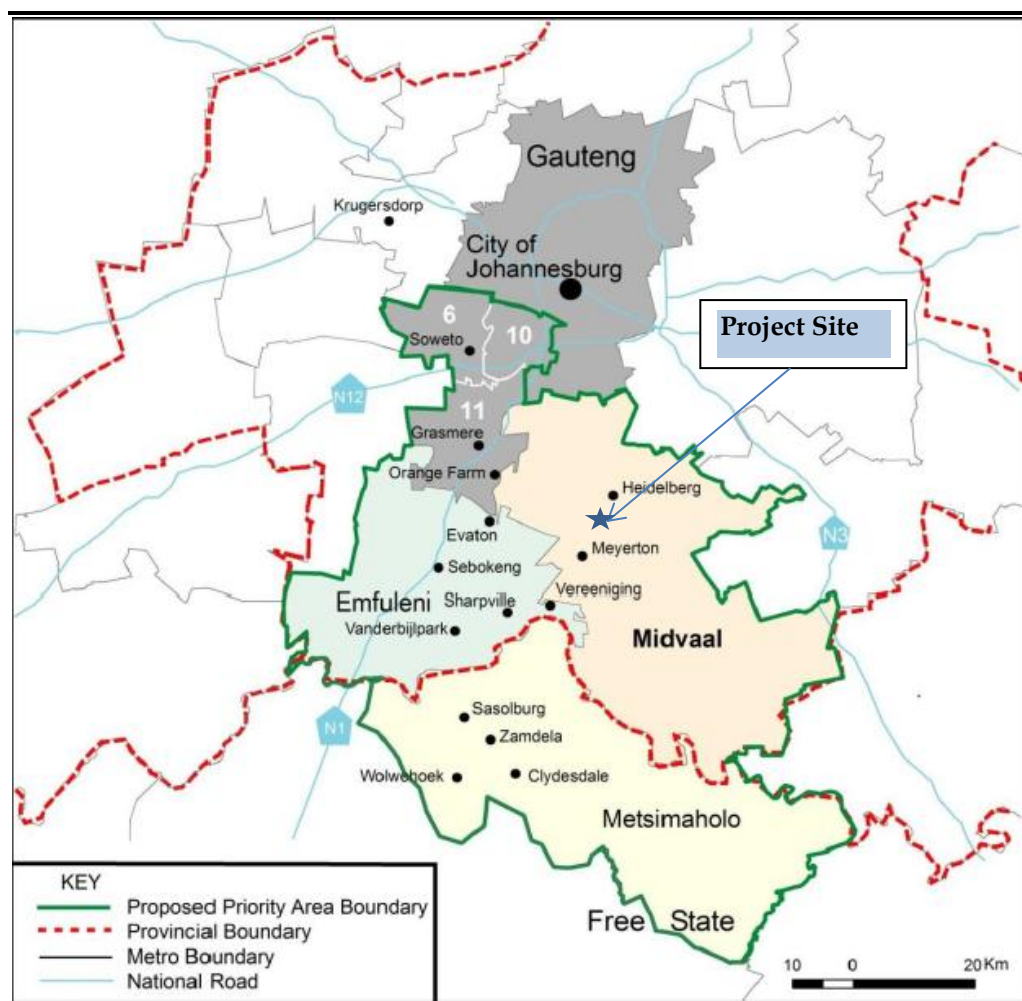 Gauteng
Krugersdorp
City of
Johannesburg
6
10
Soweto
Project Site
N12
11
Grasmere
Orange Farm
Heidelberg
Evaton
N3
Meyerton
Sebokeng
Vereeniging
Emfuleni
Sharpville
Vanderbijlpark
Midvaal
Sasolburg
N1
Zamdela
Wolwehoek
Clydesdale
Metsimaholo
KEY
Proposed Priority Area Boundary
Provincial Boundary
Metro Boundary
National Road
Free State
10 0 20 Km